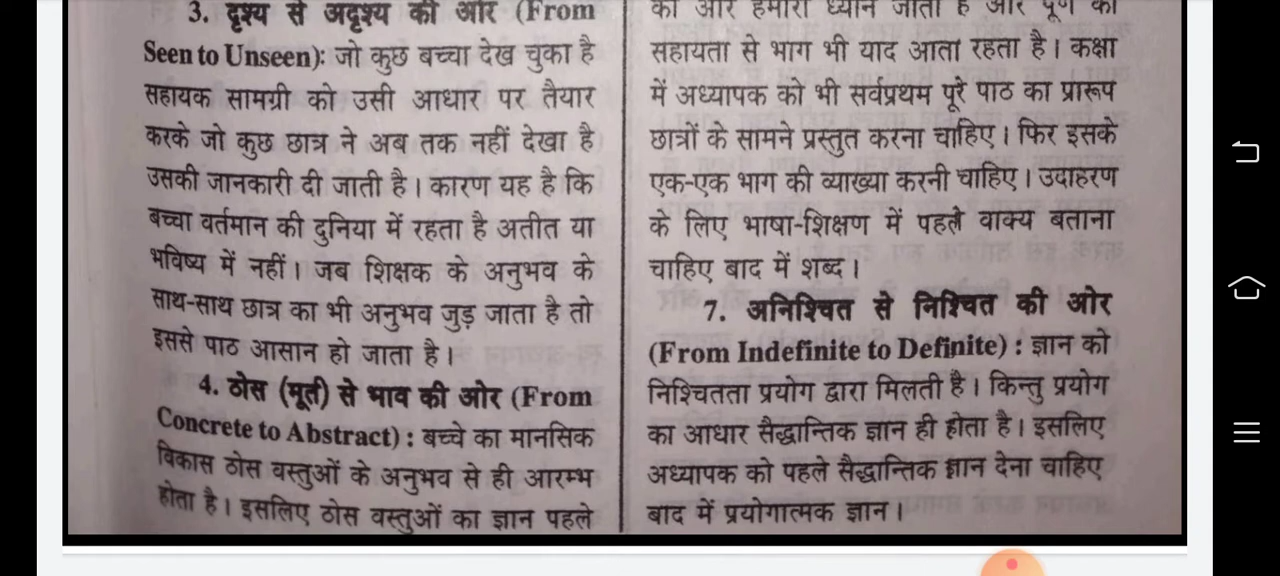 3. दृश्य से अदृश्य की ओर (From
Seen to Unseen): जो कुछ बच्चा देख चुका है
सहायक सामग्री को उसी आधार पर तैयार
करके जो कुछ छात्र ने अब तक नहीं देखा है
उसकी जानकारी दी जाती है। कारण यह है कि
बच्चा वर्तमान की दुनिया में रहता है अतीत या
भविष्य में नहीं। जब शिक्षक के अनुभव के
साथ-साथ छात्र का भी अनुभव जुड़ जाता है तो
इससे पाठ आसान हो जाता है।
4. ठोस (मूर्त) से भाव की ओर (From
Concrete to Abstract) : बच्चे का मानसिक
विकास ठोस वस्तुओं के अनुभव से ही आरम्भ
होता है। इसलिए ठोस वस्तुओं का ज्ञान पहले
की ओर हमारा ध्यान जाता है और पूर्ण की
सहायता से भाग भी याद आता रहता है। कक्षा
में अध्यापक को भी सर्वप्रथम पूरे पाठ का प्रारूप
छात्रों के सामने प्रस्तुत करना चाहिए। फिर इसके
एक-एक भाग की व्याख्या करनी चाहिए। उदाहरण
के लिए भाषा-शिक्षण में पहले वाक्य बताना
चाहिए बाद में शब्द।
7. अनिश्चित से निश्चित की ओर
(From Indefinite to Definite) : ज्ञान को
निश्चितता प्रयोग द्वारा मिलती है। किन्तु प्रयोग
का आधार सैद्धान्तिक ज्ञान ही होता है। इसलिए
अध्यापक को पहले सैद्धान्तिक ज्ञान देना चाहिए
बाद में प्रयोगात्मक ज्ञान।